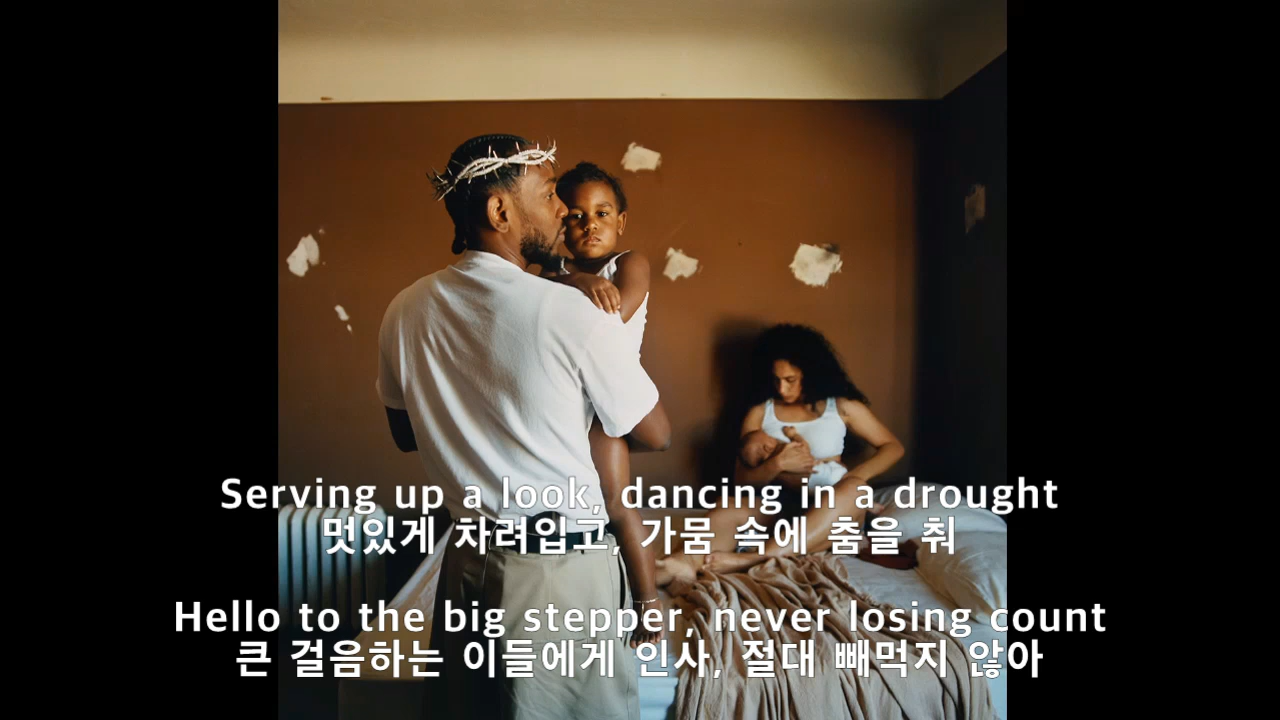 Serving up a look, dancing in a drought
멋있게 차려입고, 가뭄 속에 춤을 춰
Hello to the big stepper, never losing count
큰 걸음하는 이들에게 인사, 절대 빼먹지 않아